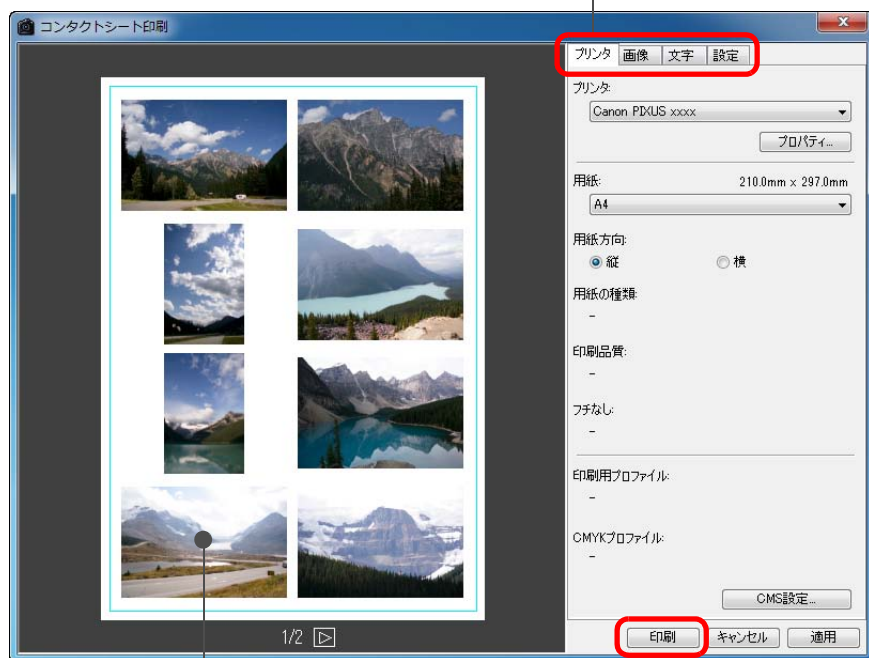 コンタクトシート印刷
プリンタ 画像 文字 設定
プリンタ:
Canon PIXUS xxxx
プロパティ...
用紙: 210.0mm × 297.0mm
A4
用紙方向:
縦 横
用紙の種類:
-
印刷品質:
-
フチなし:
-
印刷用プロファイル:
-
CMYKプロファイル:
-
CMS設定...
1/2
印刷 キャンセル 適用